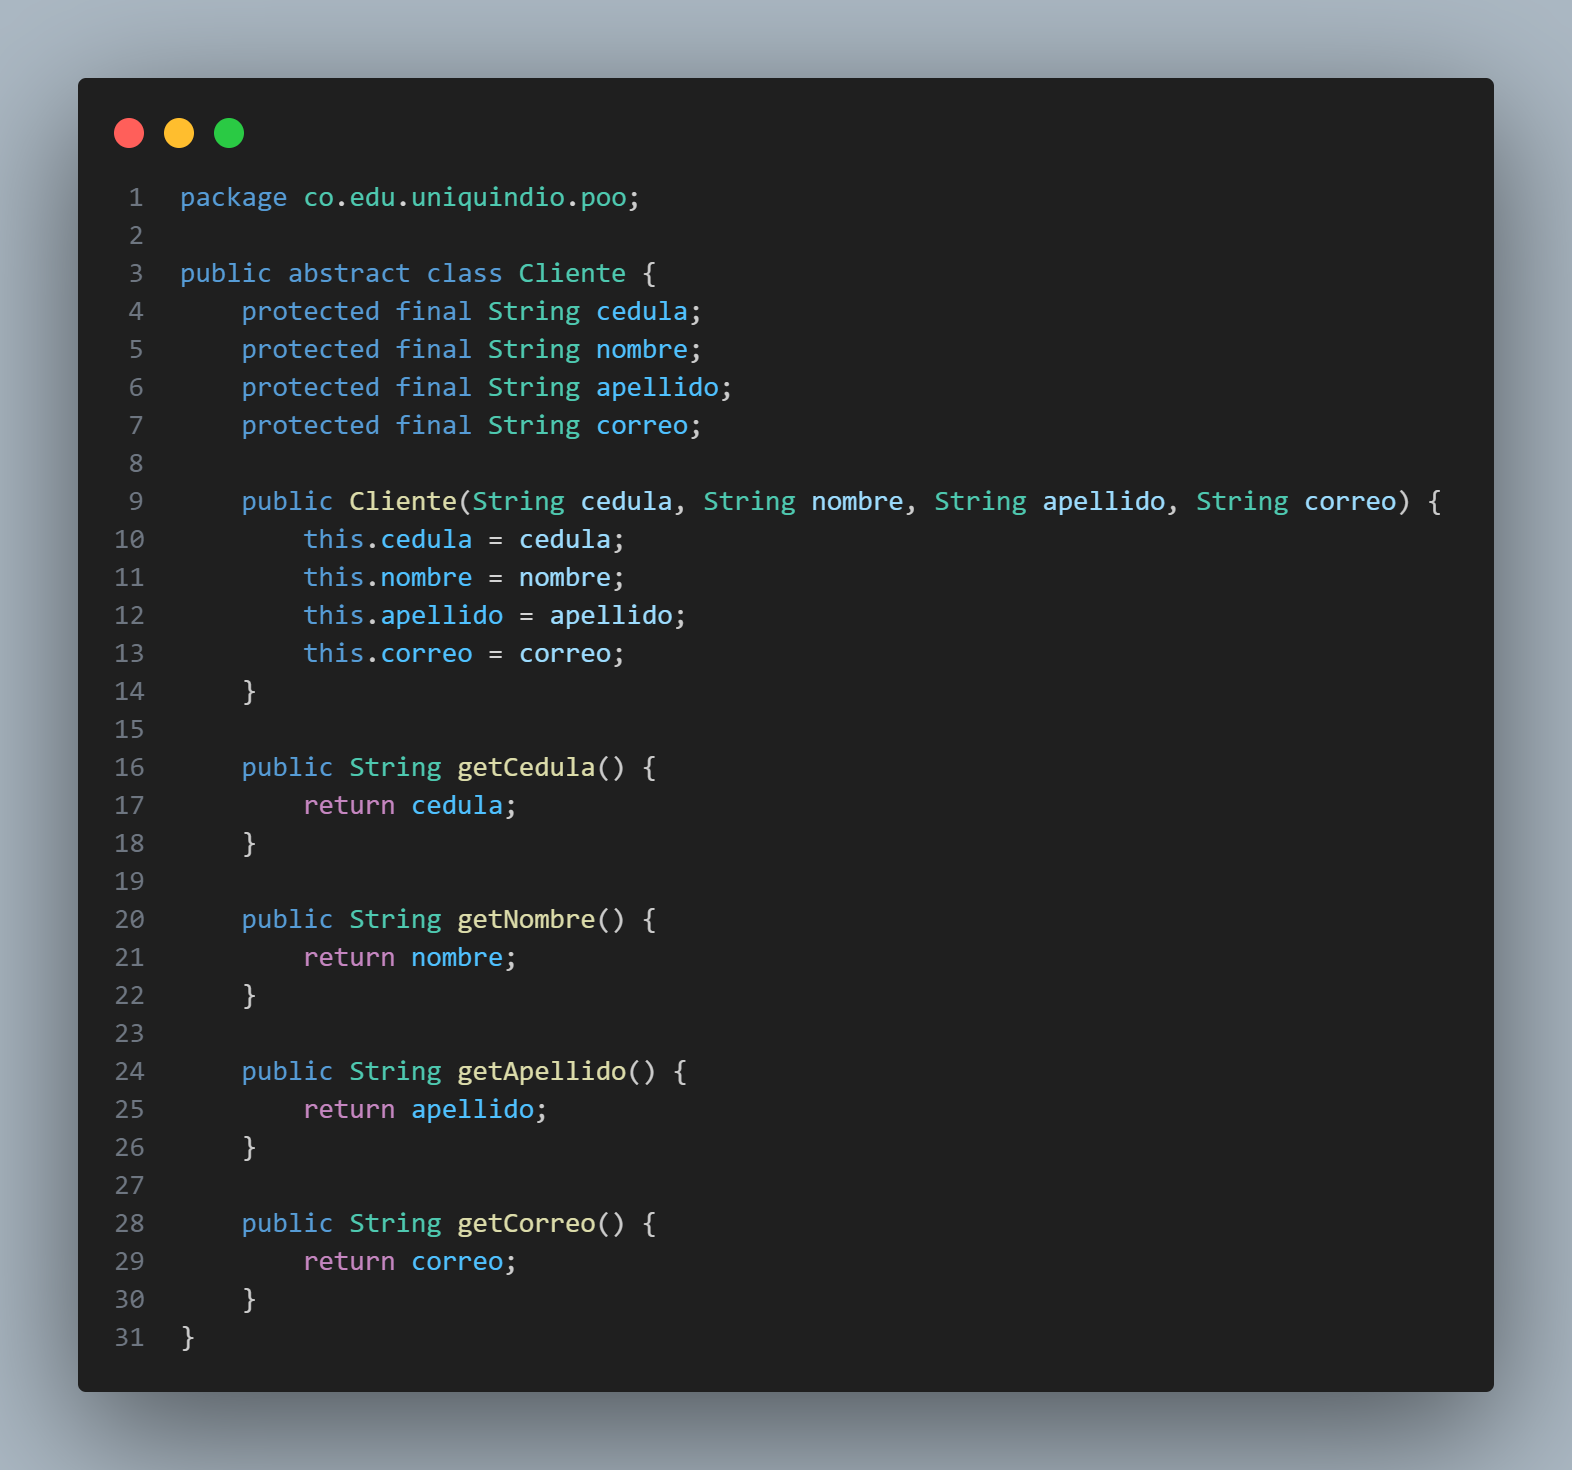 1 package co.edu.uniquindio.poo;
2
3 public abstract class Cliente {
4     protected final String cedula;
5     protected final String nombre;
6     protected final String apellido;
7     protected final String correo;
8
9     public Cliente(String cedula, String nombre, String apellido, String correo) {
10         this.cedula = cedula;
11         this.nombre = nombre;
12         this.apellido = apellido;
13         this.correo = correo;
14     }
15
16     public String getCedula() {
17         return cedula;
18     }
19
20     public String getNombre() {
21         return nombre;
22     }
23
24     public String getApellido() {
25         return apellido;
26     }
27
28     public String getCorreo() {
29         return correo;
30     }
31 }